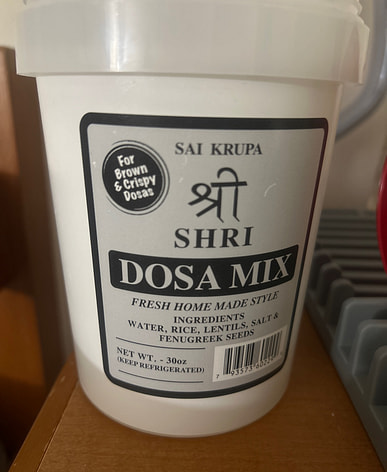 SAI KRUPA
For
Brown
& Crispy
Dosas
श्री
SHRI
DOSA MIX
FRESH HOME MADE STYLE
INGREDIENTS
WATER, RICE, LENTILS, SALT &
FENUGREEK SEEDS
NET WT. - 30oz
(KEEP REFRIGERATED)